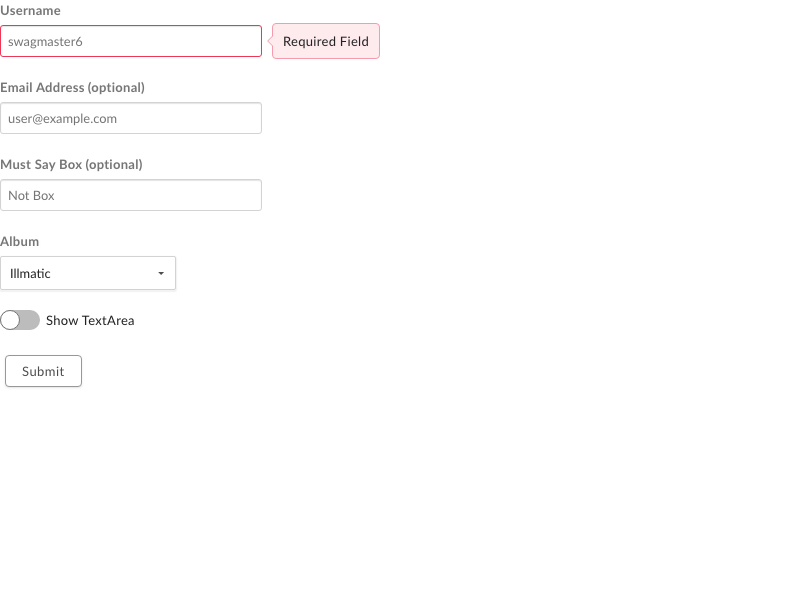 Username
swagmaster6
Required Field
Email Address (optional)
user@example.com
Must Say Box (optional)
Not Box
Album
Illmatic
Show TextArea
Submit